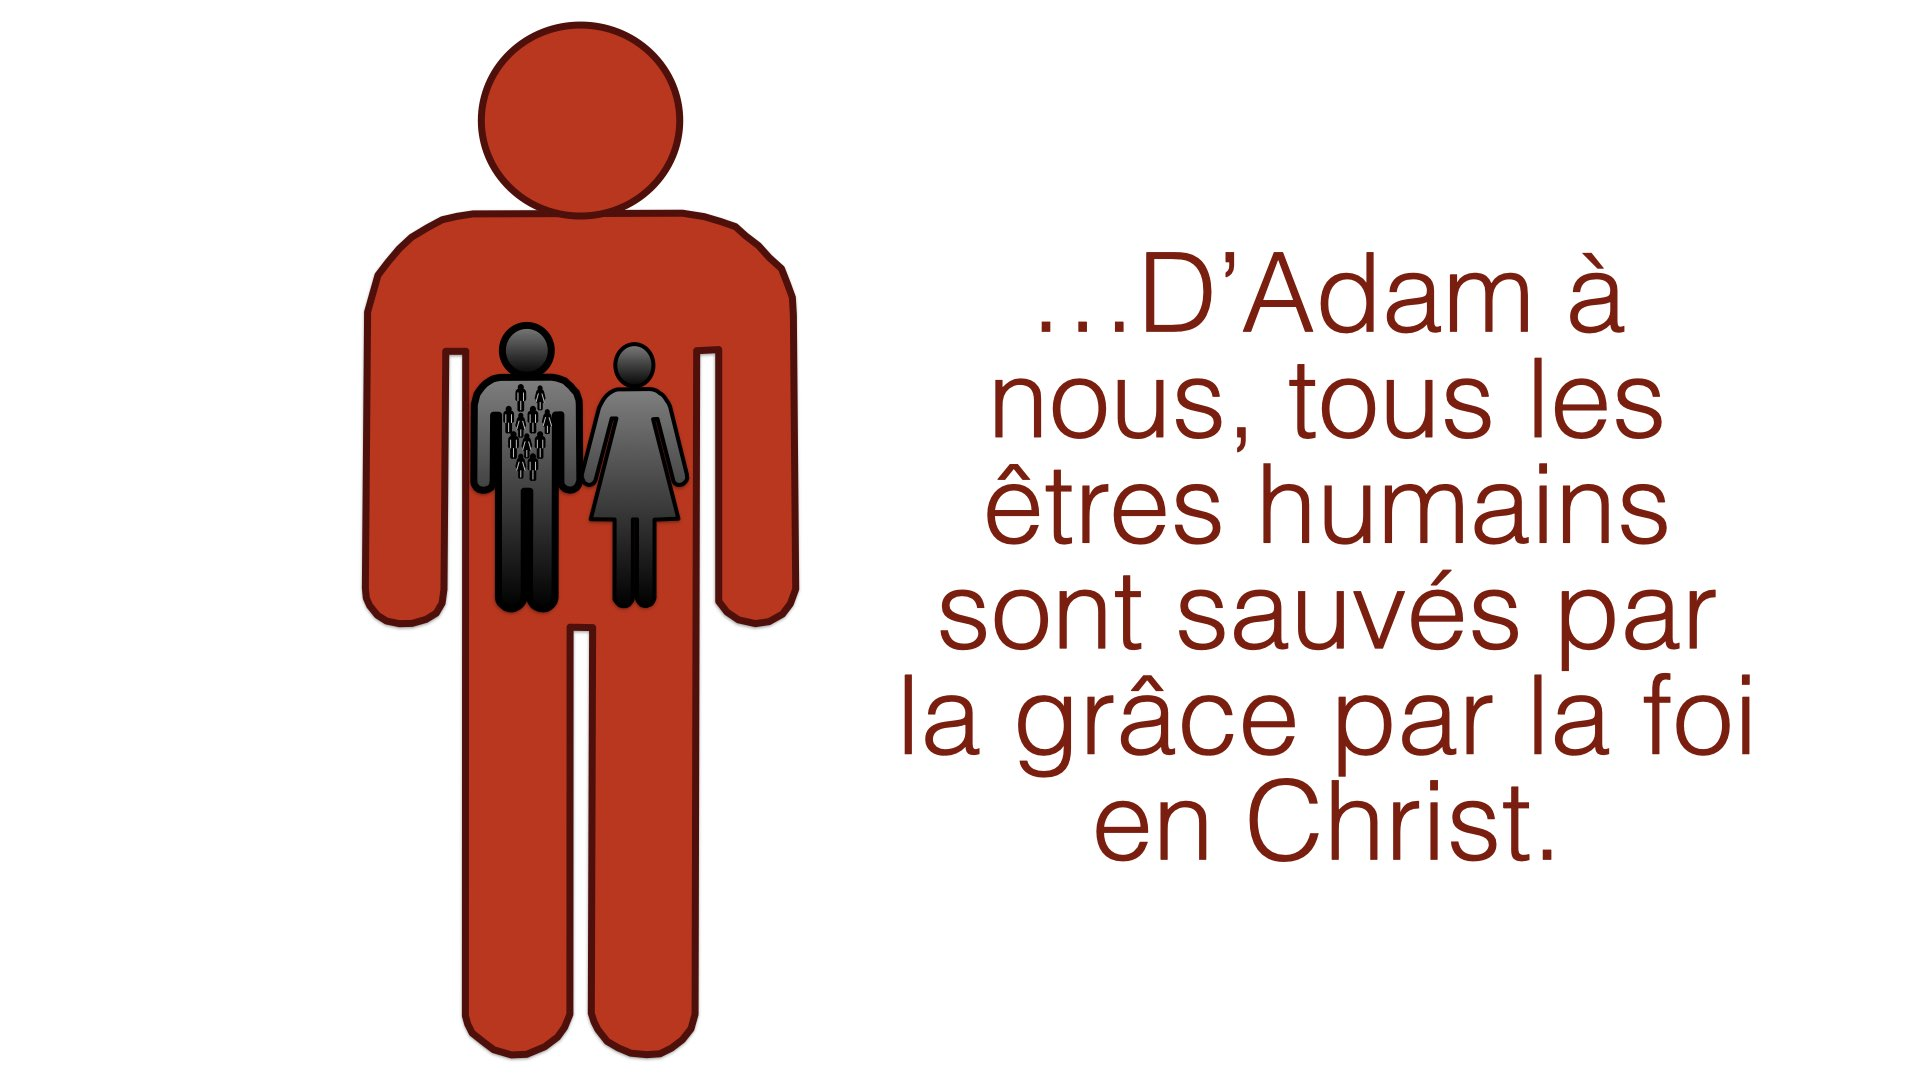 …D’Adam à
nous, tous les
êtres humains
sont sauvés par
la grâce par la foi
en Christ.